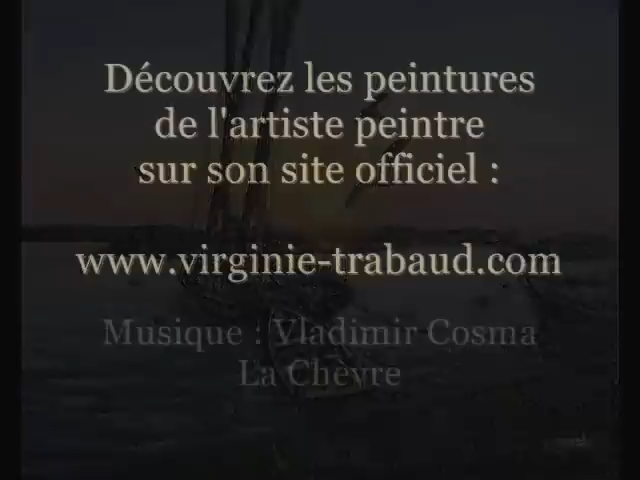 Découvrez les peintures
de l'artiste peintre
sur son site officiel :
www.virginie-trabaud.com
Musique : Vladimir Cosma
La Chèvre